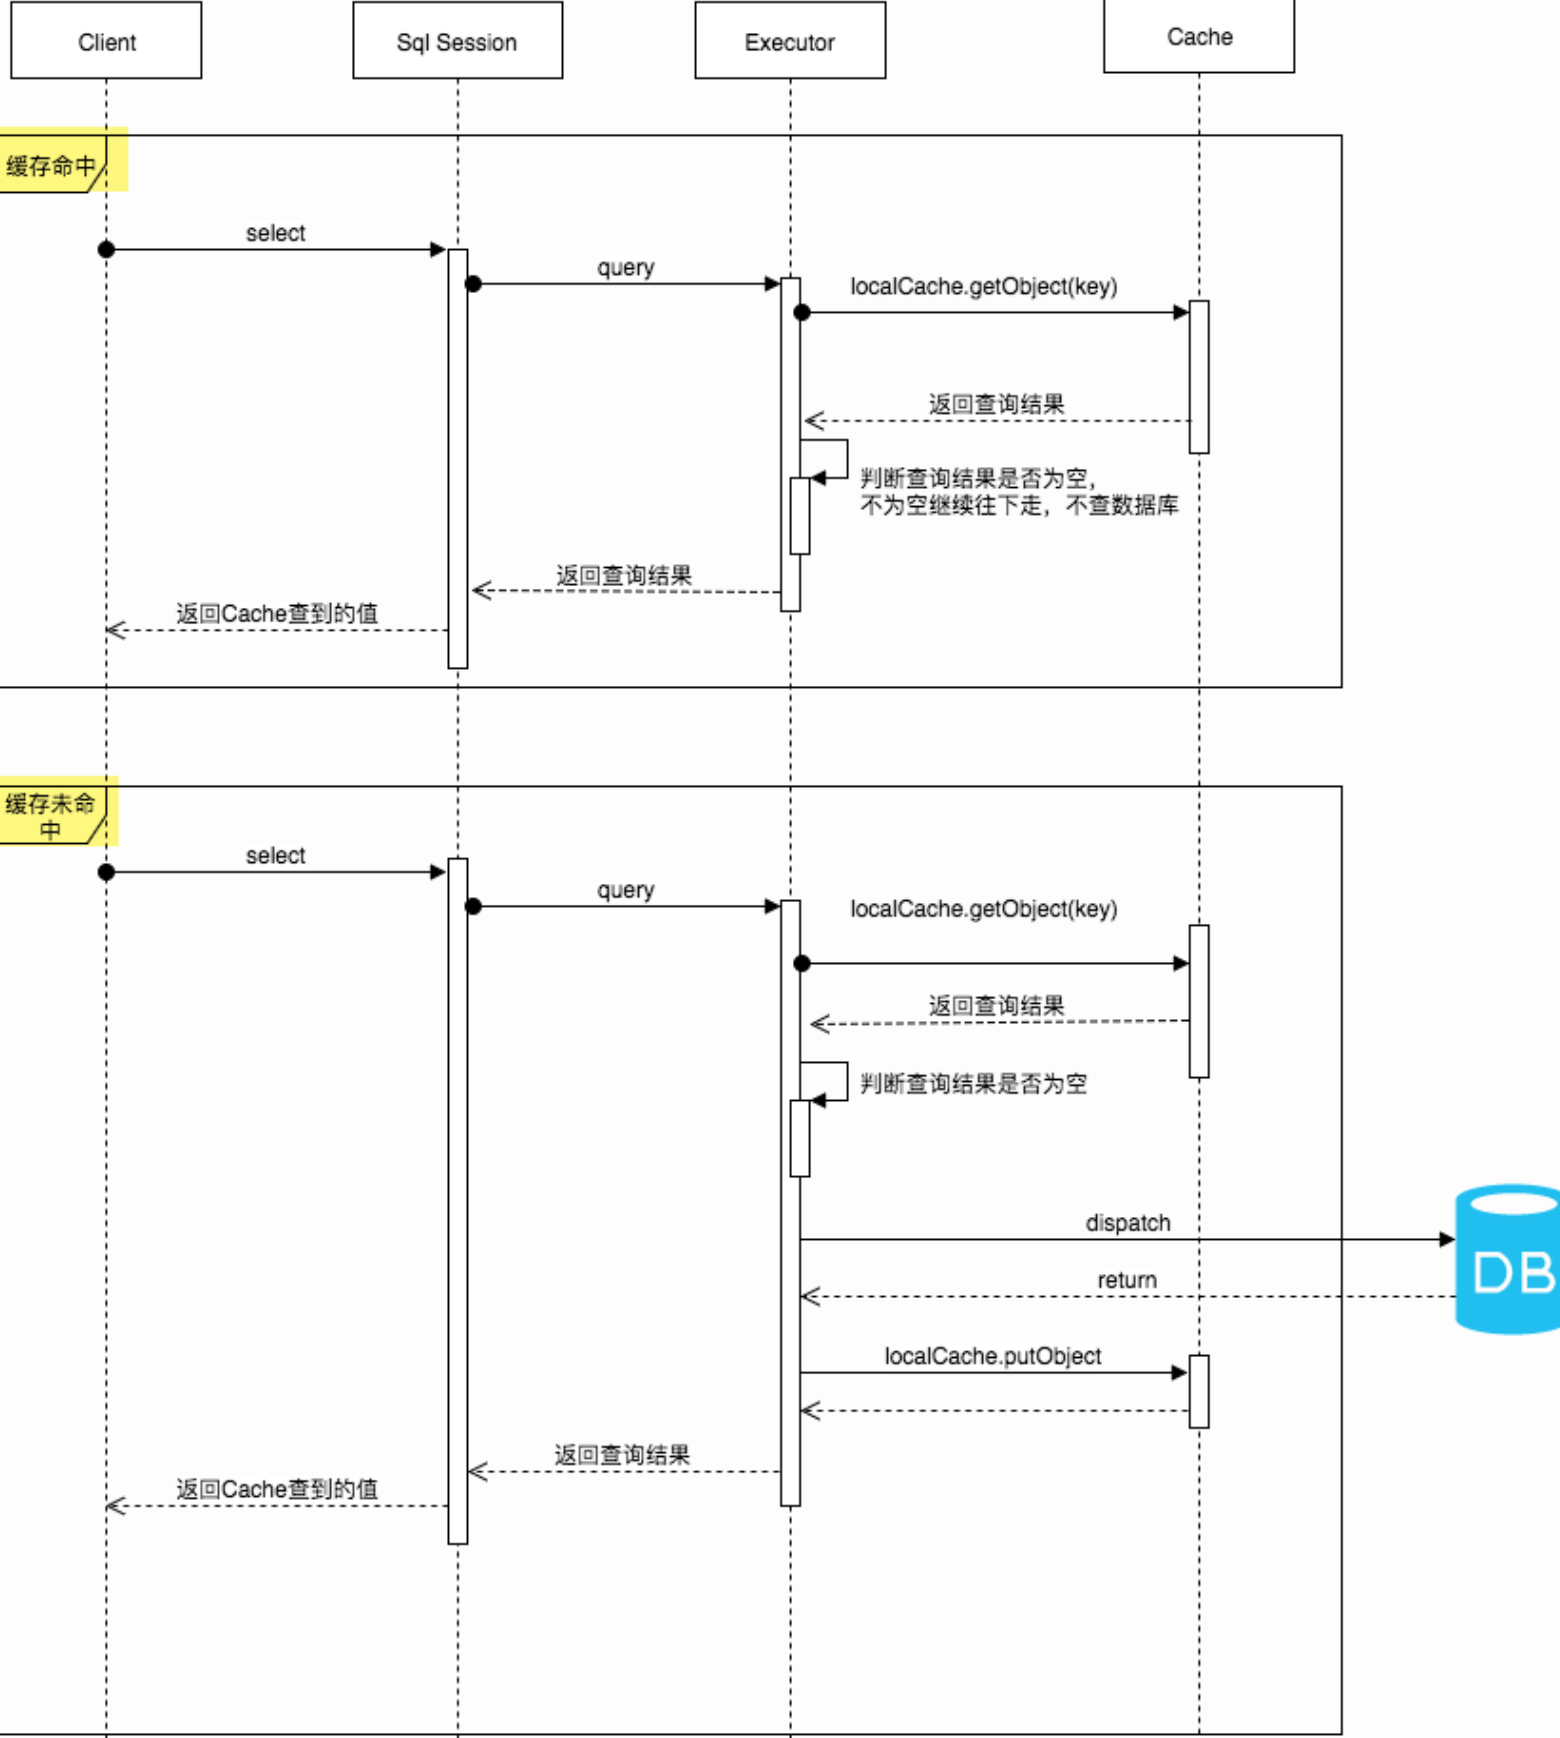 Client
Sql Session
Executor
Cache
缓存命中
select
query
localCache.getObject(key)
返回查询结果
判断查询结果是否为空，
不为空继续往下走，不查数据库
返回查询结果
返回Cache查到的值
缓存未命
中
select
query
localCache.getObject(key)
返回查询结果
判断查询结果是否为空
dispatch
DB
return
localCache.putObject
返回查询结果
返回Cache查到的值